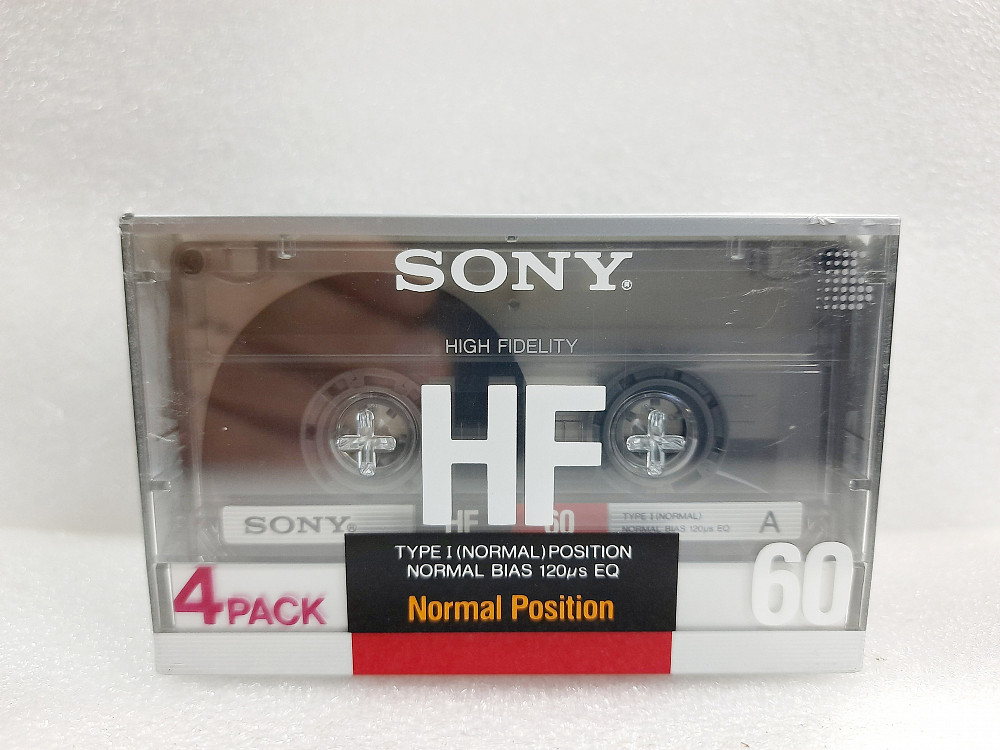 SONY®
HIGH FIDELITY
HF
SONY® HF 60 TYPE I (NORMAL) A
NORMAL BIAS 120μs EQ
TYPE I (NORMAL) POSITION
NORMAL BIAS 120μs EQ
4PACK
Normal Position
60